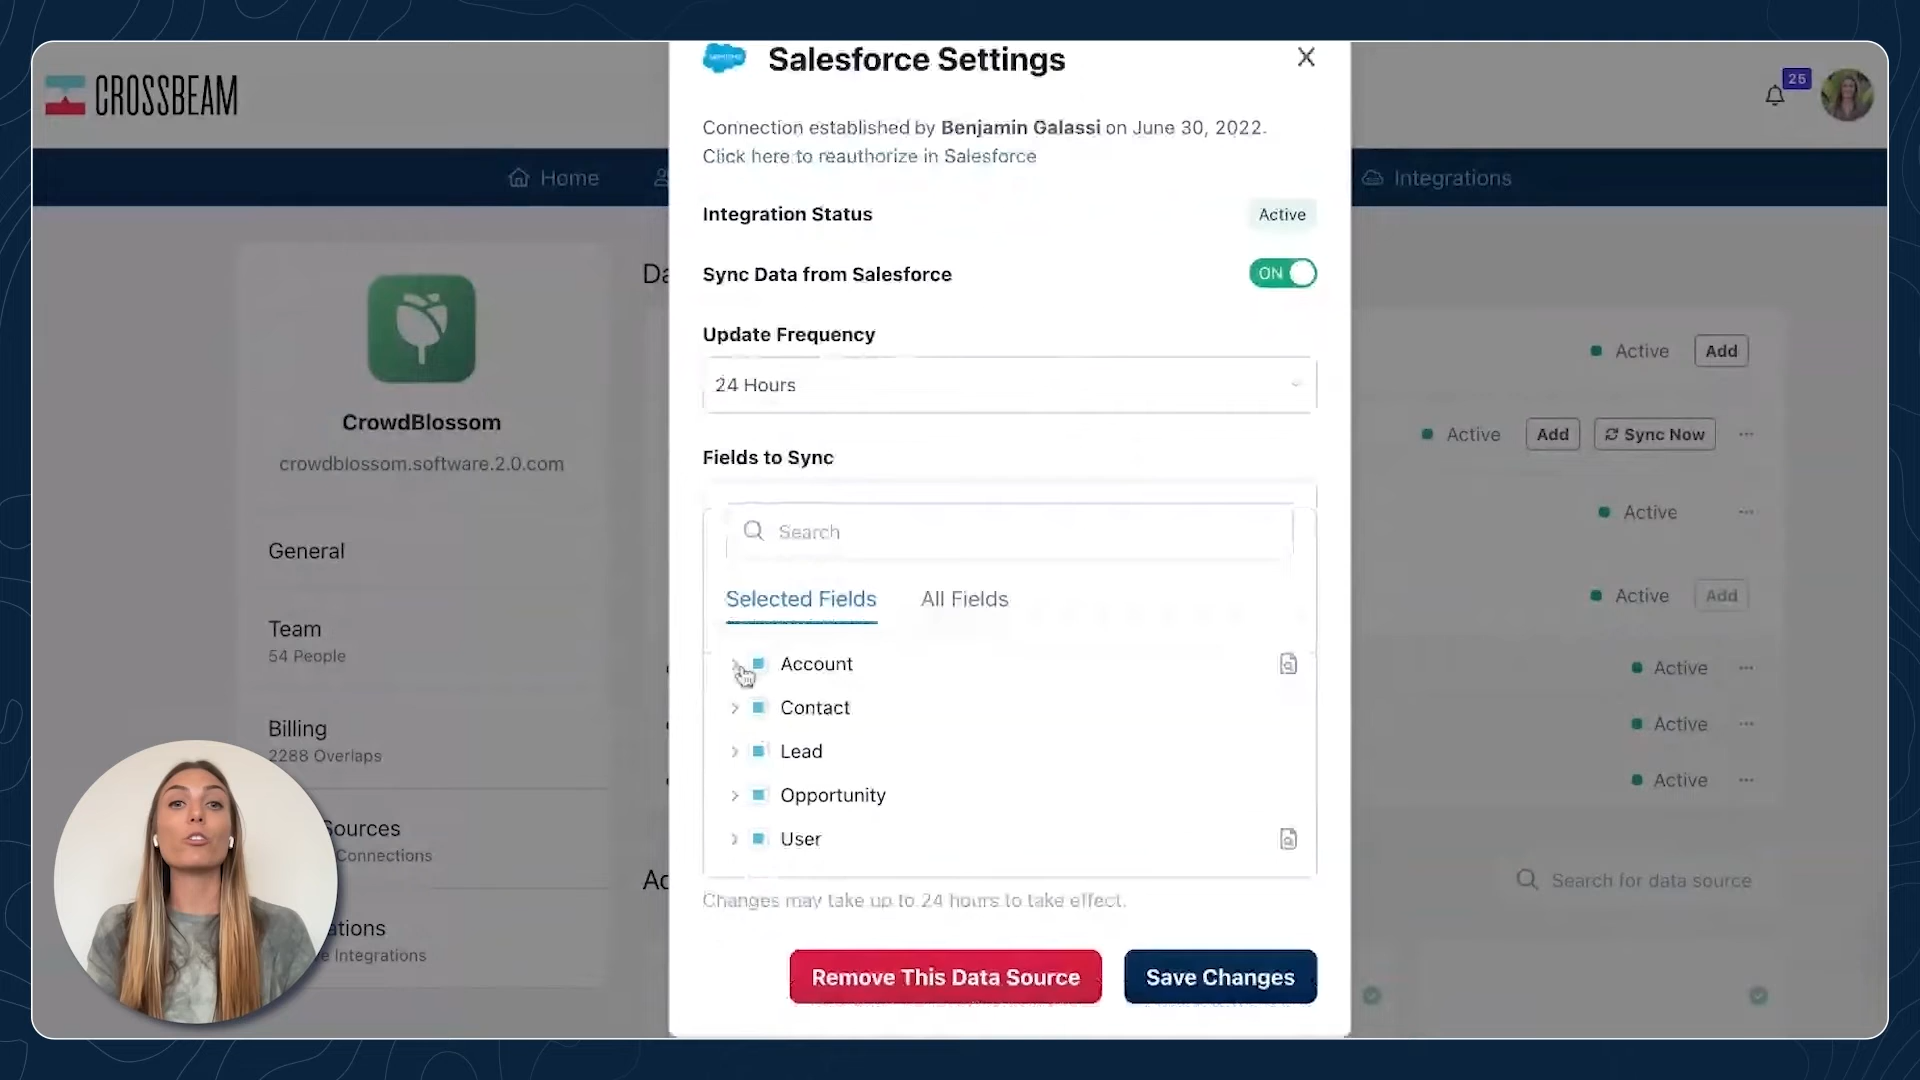 Salesforce Settings
CROSSBEAM
25
Connection established by Benjamin Galassi on June 30, 2022.
Click here to reauthorize in Salesforce
Home
Integrations
Integration Status
Active
Sync Data from Salesforce
ON
Da
Update Frequency
24 Hours
Active
Add
CrowdBlossom
crowdblossom.software.2.0.com
Active
Add
Sync Now
Fields to Sync
Active
Search
General
Selected Fields
All Fields
Active
Add
Team
54 People
Account
Active
Contact
Active
Billing
2288 Overlaps
Lead
Opportunity
Active
Sources
Connections
User
Ac
Search for data source
Changes may take up to 24 hours to take effect.
ations
e Integrations
Remove This Data Source
Save Changes